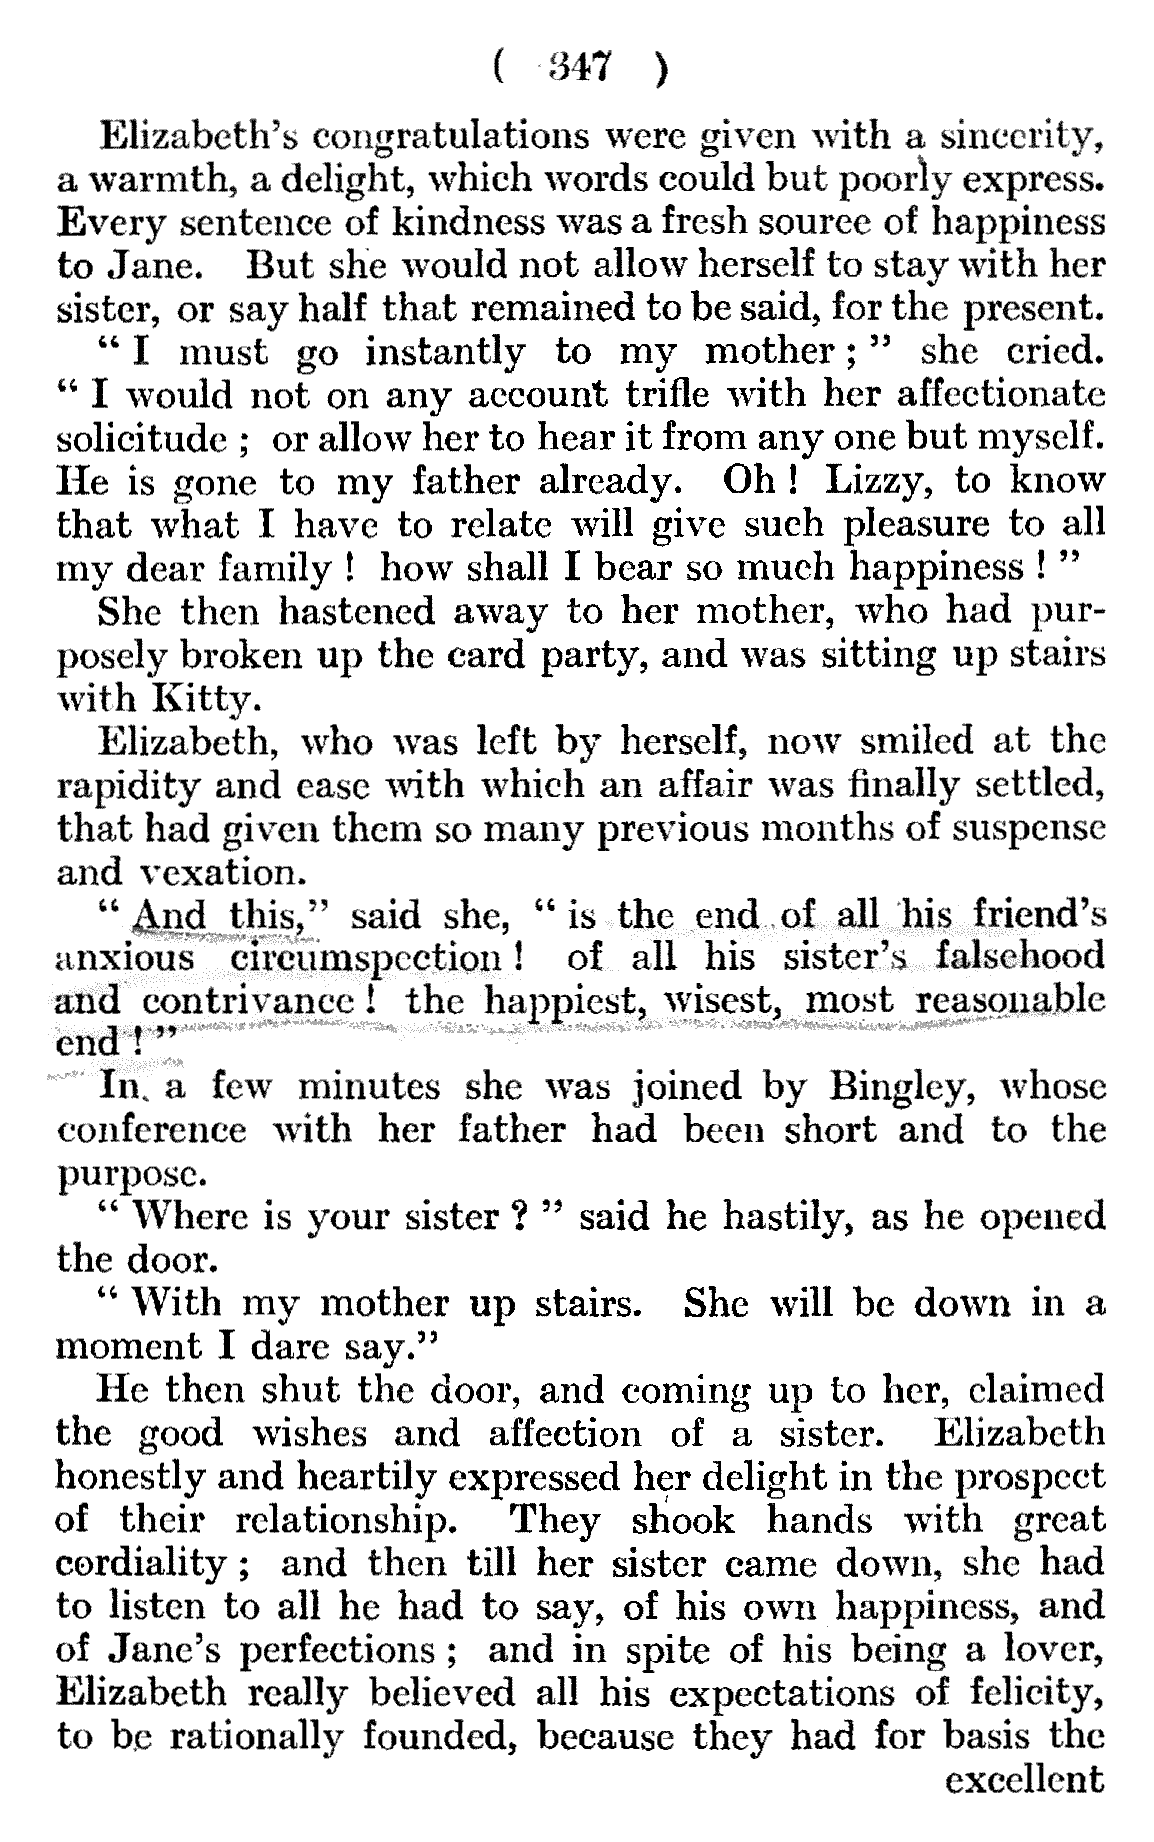 ( 347 )
Elizabeth's congratulations were given with a sincerity,
a warmth, a delight, which words could but poorly express.
Every sentence of kindness was a fresh source of happiness
to Jane. But she would not allow herself to stay with her
sister, or say half that remained to be said, for the present.
“ I must go instantly to my mother ; ” she cried.
“ I would not on any account trifle with her affectionate
solicitude ; or allow her to hear it from any one but myself.
He is gone to my father already. Oh ! Lizzy, to know
that what I have to relate will give such pleasure to all
my dear family ! how shall I bear so much happiness ! ”
She then hastened away to her mother, who had pur-
posely broken up the card party, and was sitting up stairs
with Kitty.
Elizabeth, who was left by herself, now smiled at the
rapidity and ease with which an affair was finally settled,
that had given them so many previous months of suspense
and vexation.
“ And this,” said she, “ is the end of all his friend's
anxious circumspection ! of all his sister's falsehood
and contrivance ! the happiest, wisest, most reasonable
end ! ”
In a few minutes she was joined by Bingley, whose
conference with her father had been short and to the
purpose.
“ Where is your sister ? ” said he hastily, as he opened
the door.
“ With my mother up stairs. She will be down in a
moment I dare say.”
He then shut the door, and coming up to her, claimed
the good wishes and affection of a sister. Elizabeth
honestly and heartily expressed her delight in the prospect
of their relationship. They shook hands with great
cordiality ; and then till her sister came down, she had
to listen to all he had to say, of his own happiness, and
of Jane's perfections ; and in spite of his being a lover,
Elizabeth really believed all his expectations of felicity,
to be rationally founded, because they had for basis the
excellent